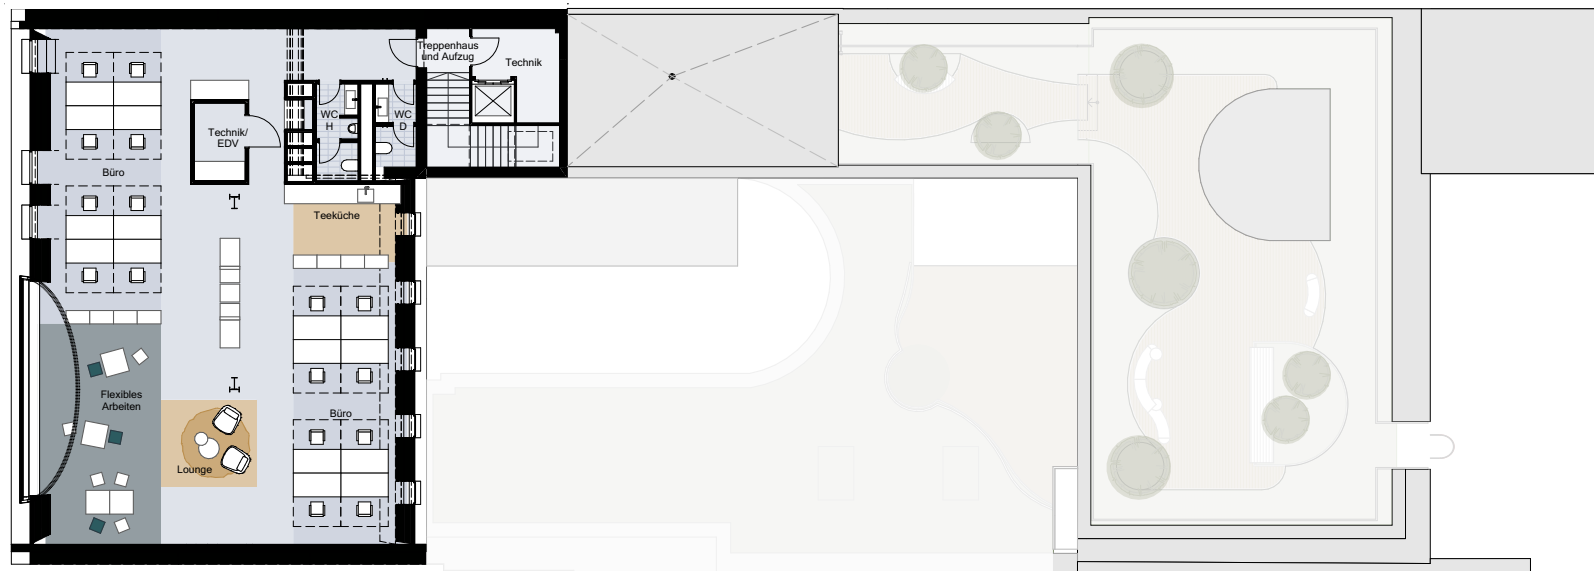 Treppenhaus
und Aufzug
Technik
WC
H
WC
D
Technik/
EDV
Büro
Teeküche
Flexibles
Arbeiten
Büro
Lounge